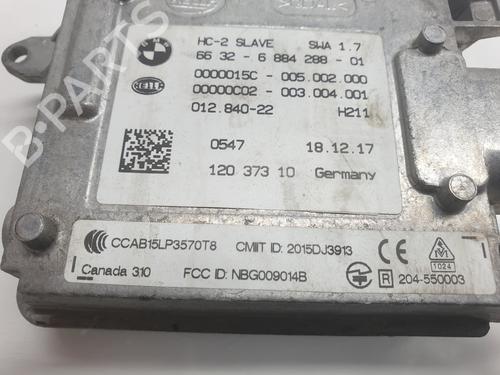 HC-2 SLAVE SWA 1.7
66 32 - 6 884 288 - 01
0000015C - 005.002.000
00000C02 - 003.004.001
HELLA
012.840-22 H211
0547 18.12.17
120 373 10 Germany
CCAB15LP3570T8 CMIIT ID: 2015DJ3913
Canada 310 FCC ID: NBG009014B
R 204-550003
1024
B-PARTS